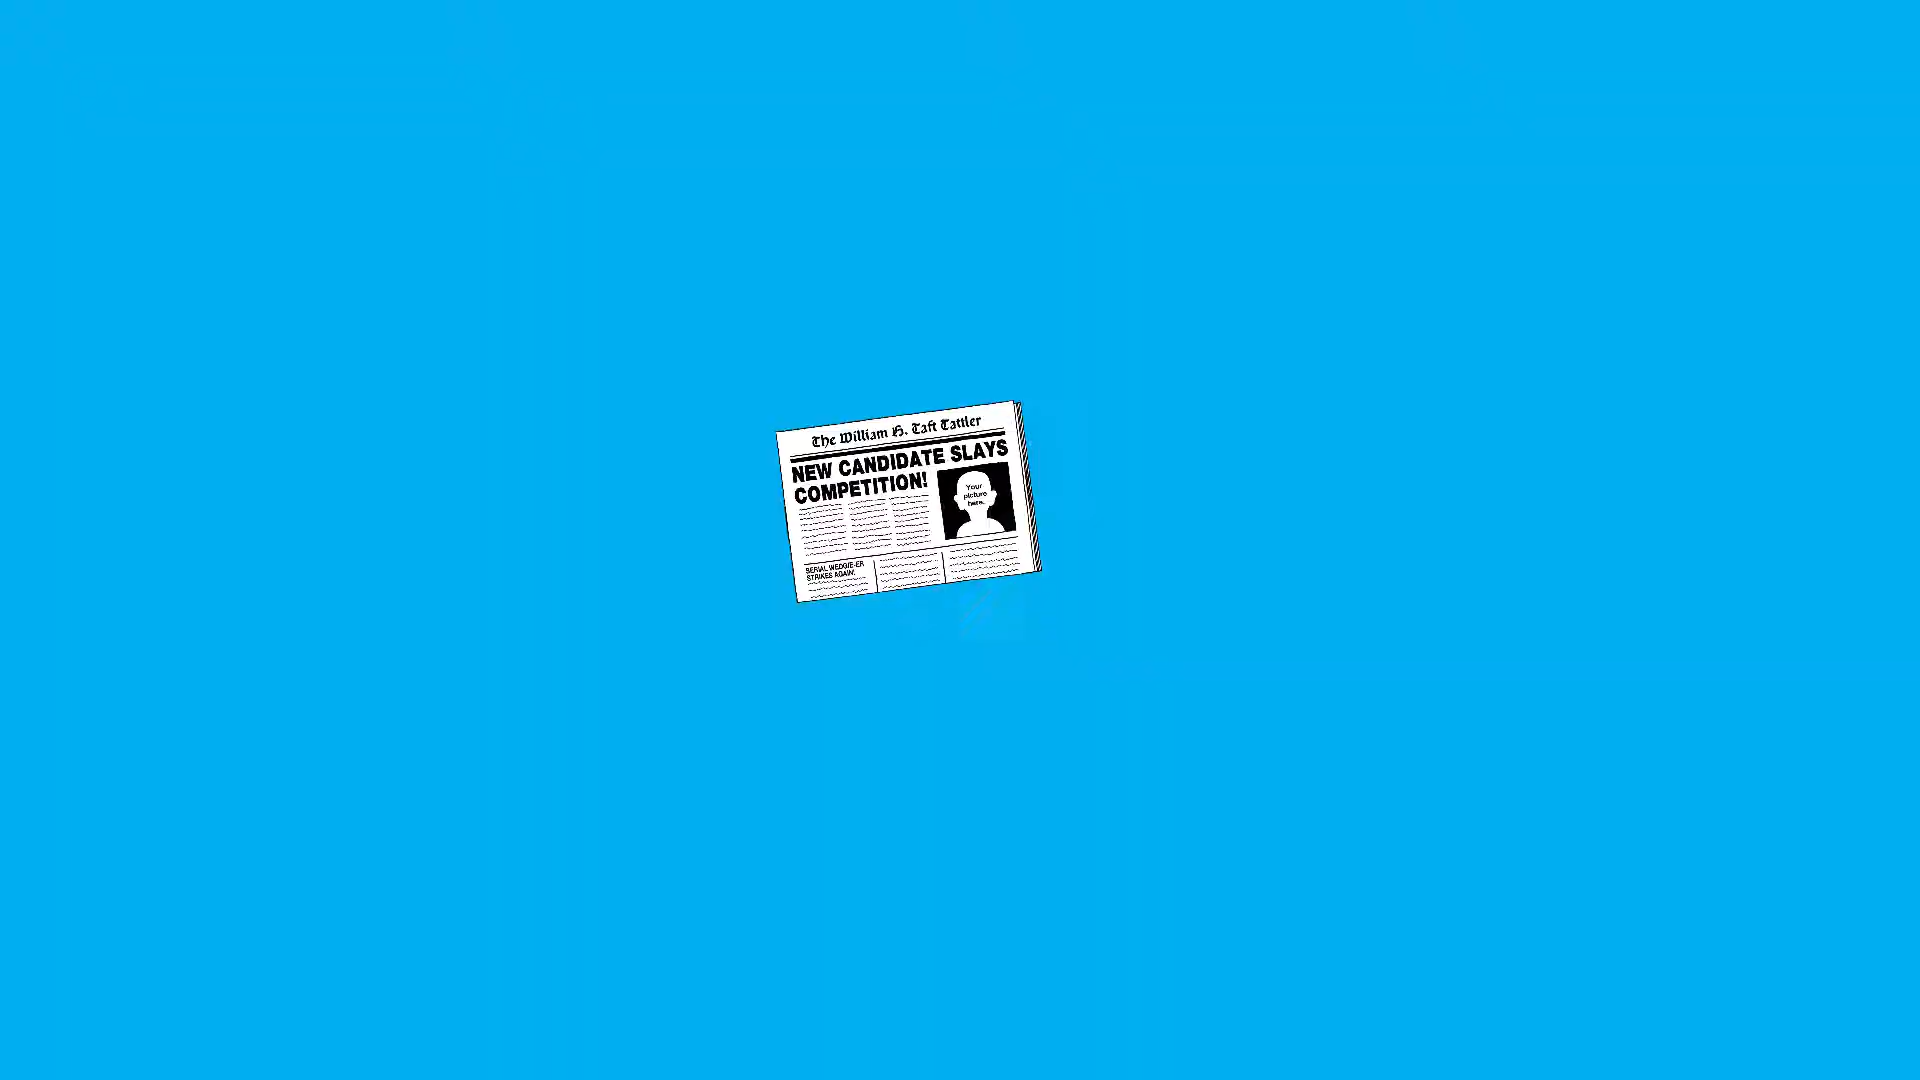 The William H. Taft Tattler
NEW CANDIDATE SLAYS
COMPETITION!
Your
picture
here.
SERIAL WEDGIE-ER
STRIKES AGAIN!